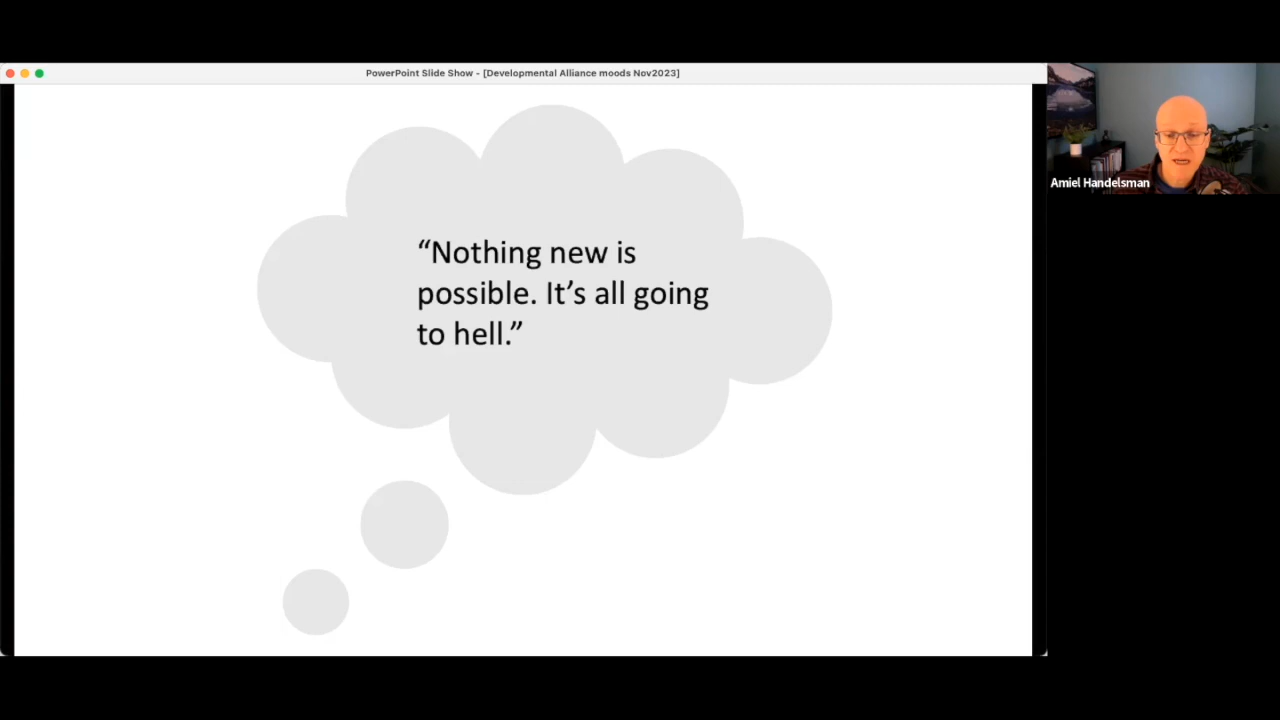 PowerPoint Slide Show - [Developmental Alliance moods Nov2023]
“Nothing new is
possible. It’s all going
to hell.”
Amiel Handelsman